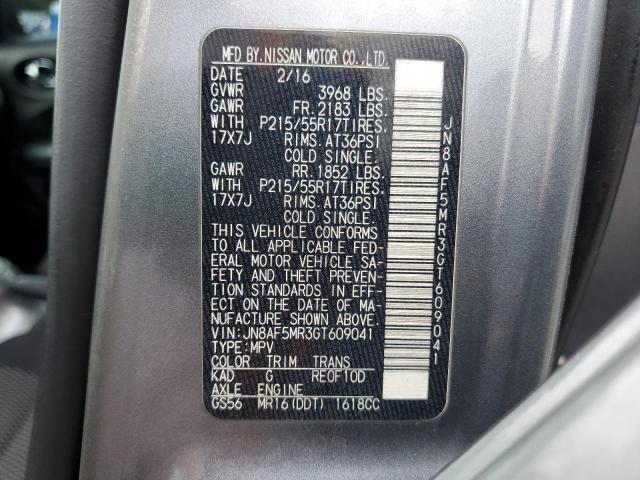 MFD BY.NISSAN MOTOR CO.,LTD.
DATE 2/16
GVWR 3968 LBS.
GAWR FR.2183 LBS.
WITH P215/55R17TIRES.
17X7J RIMS.AT36PSI
COLD SINGLE.
GAWR RR.1852 LBS.
WITH P215/55R17TIRES.
17X7J RIMS.AT36PSI
COLD SINGLE.
THIS VEHICLE CONFORMS
TO ALL APPLICABLE FED-
ERAL MOTOR VEHICLE SA-
FETY AND THEFT PREVEN-
TION STANDARDS IN EFF-
ECT ON THE DATE OF MA-
NUFACTURE SHOWN ABOVE.
VIN:JN8AF5MR3GT609041
TYPE:MPV
COLOR TRIM TRANS
KAD G RE0F10D
AXLE ENGINE
GS56 MR16(DDT) 1618CC
JN8AF5MR3GT609041